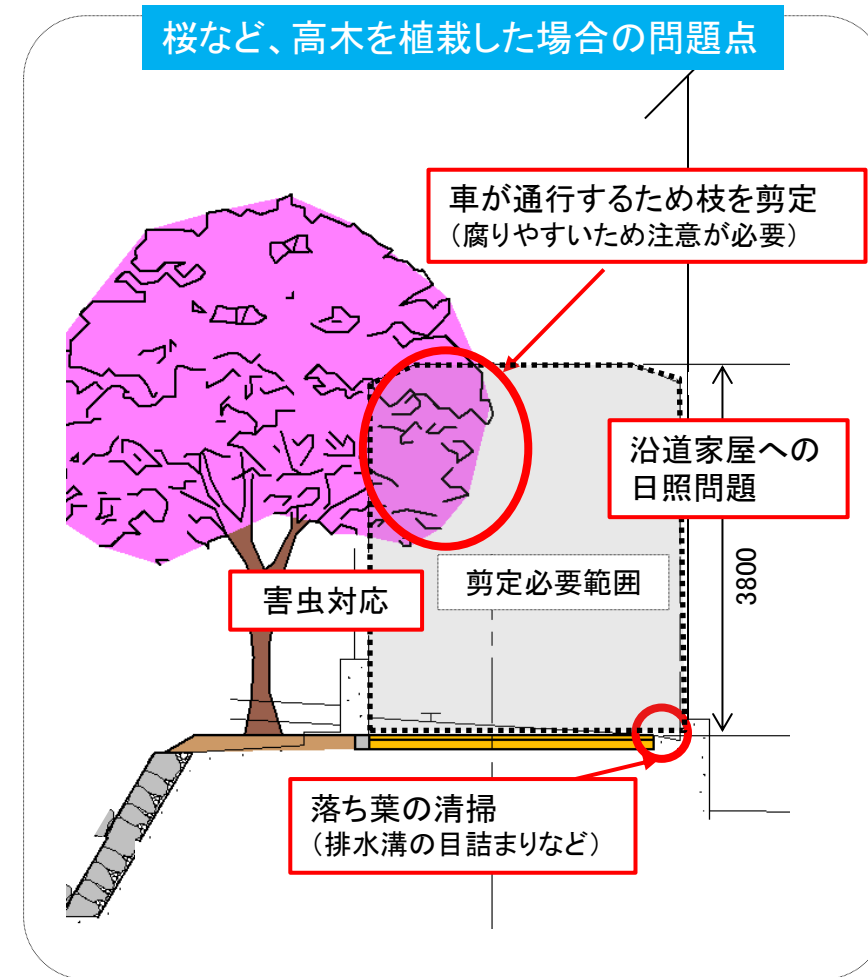 桜など、高木を植栽した場合の問題点
車が通行するため枝を剪定
（腐りやすいため注意が必要）
沿道家屋への
日照問題
害虫対応
剪定必要範囲
3800
落ち葉の清掃
（排水溝の目詰まりなど）